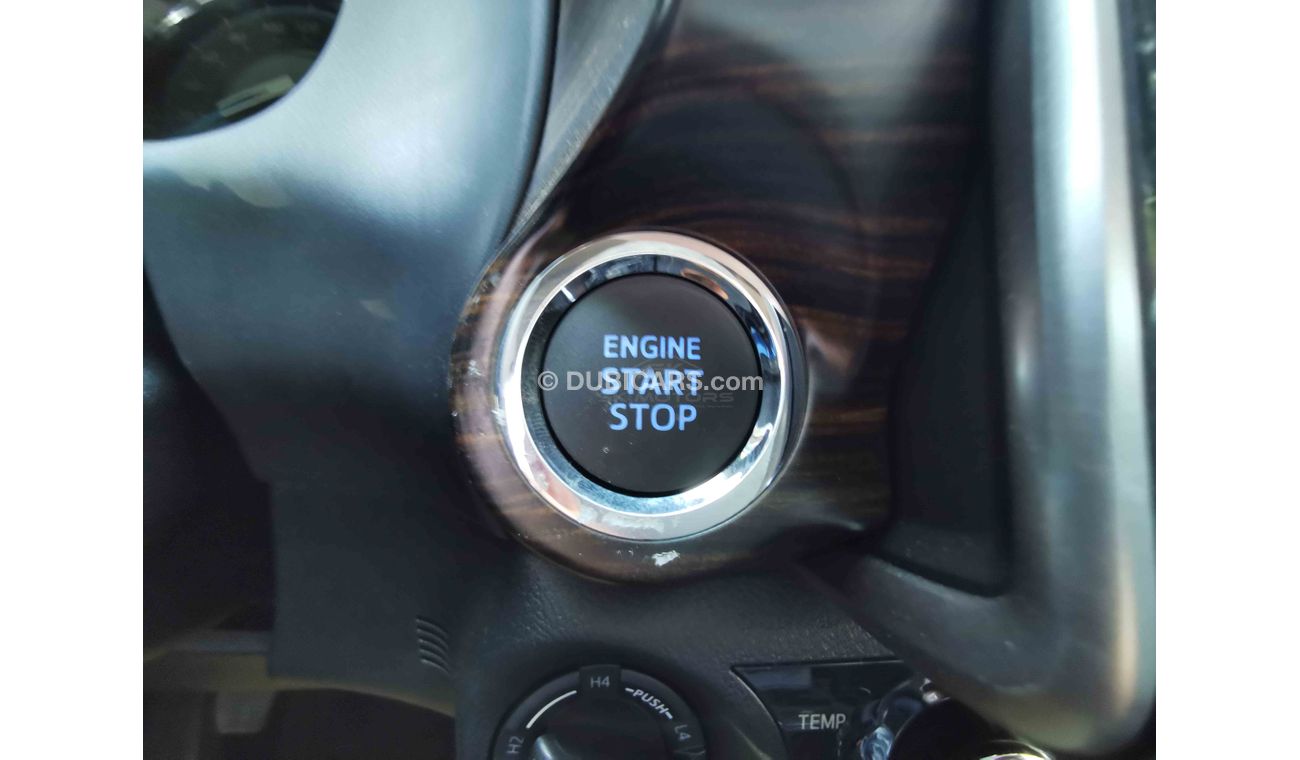 ENGINE
START
© DUBICARS.com
STOP
H4
PUSH
H2
L4
TEMP